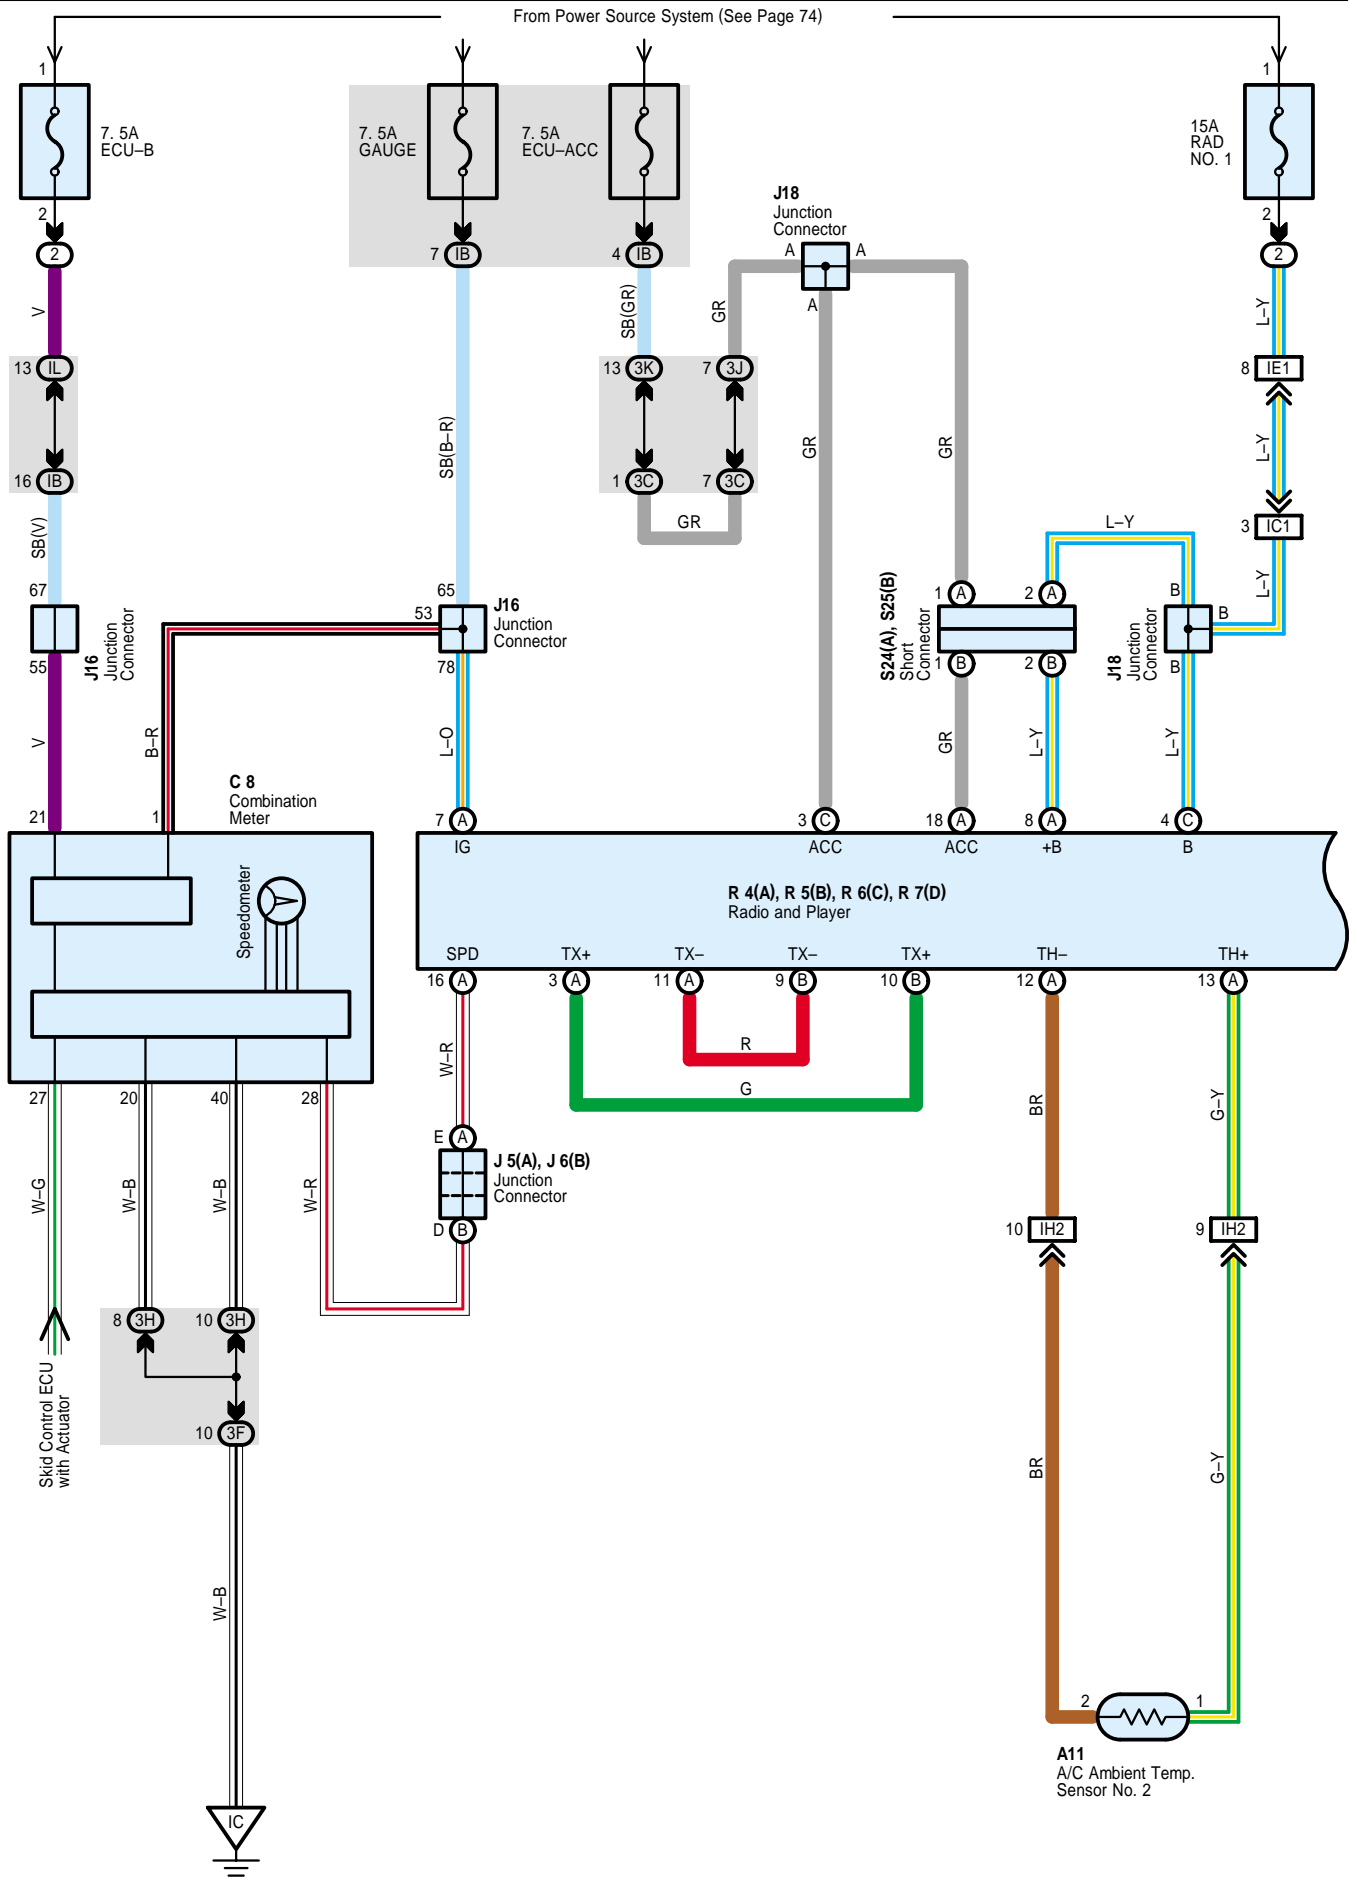 From Power Source System (See Page 74)
1
1
7. 5A
ECU–B
7. 5A
GAUGE
7. 5A
ECU–ACC
15A
RAD
NO. 1
2
2
J18
Junction
Connector
A
A
A
2
7 IB
4 IB
2
V
SB(GR)
GR
L–Y
13 IL
13 3K
7 3J
8 IE1
SB(B–R)
GR
GR
L–Y
16 IB
1 3C
7 3C
GR
L–Y
3 IC1
SB(V)
L–Y
67
65
53
J16
Junction
Connector
78
55
J16
Junction
Connector
S24(A), S25(B)
Short
Connector
1 A
2 A
1 B
2 B
B
B
B
J18
Junction
Connector
V
B–R
L–O
GR
L–Y
L–Y
C 8
Combination
Meter
21
1
7 A
3 C
18 A
8 A
4 C
IG
ACC
ACC
+B
B
Speedometer
R 4(A), R 5(B), R 6(C), R 7(D)
Radio and Player
SPD
TX+
TX–
TX–
TX+
TH–
TH+
16 A
3 A
11 A
9 B
10 B
12 A
13 A
W–R
R
G
BR
G–Y
27
20
40
28
E A
J 5(A), J 6(B)
Junction
Connector
D B
W–G
W–B
W–B
W–R
10 IH2
9 IH2
8 3H
10 3H
Skid Control ECU
with Actuator
10 3F
BR
G–Y
W–B
2
1
A11
A/C Ambient Temp.
Sensor No. 2
IC